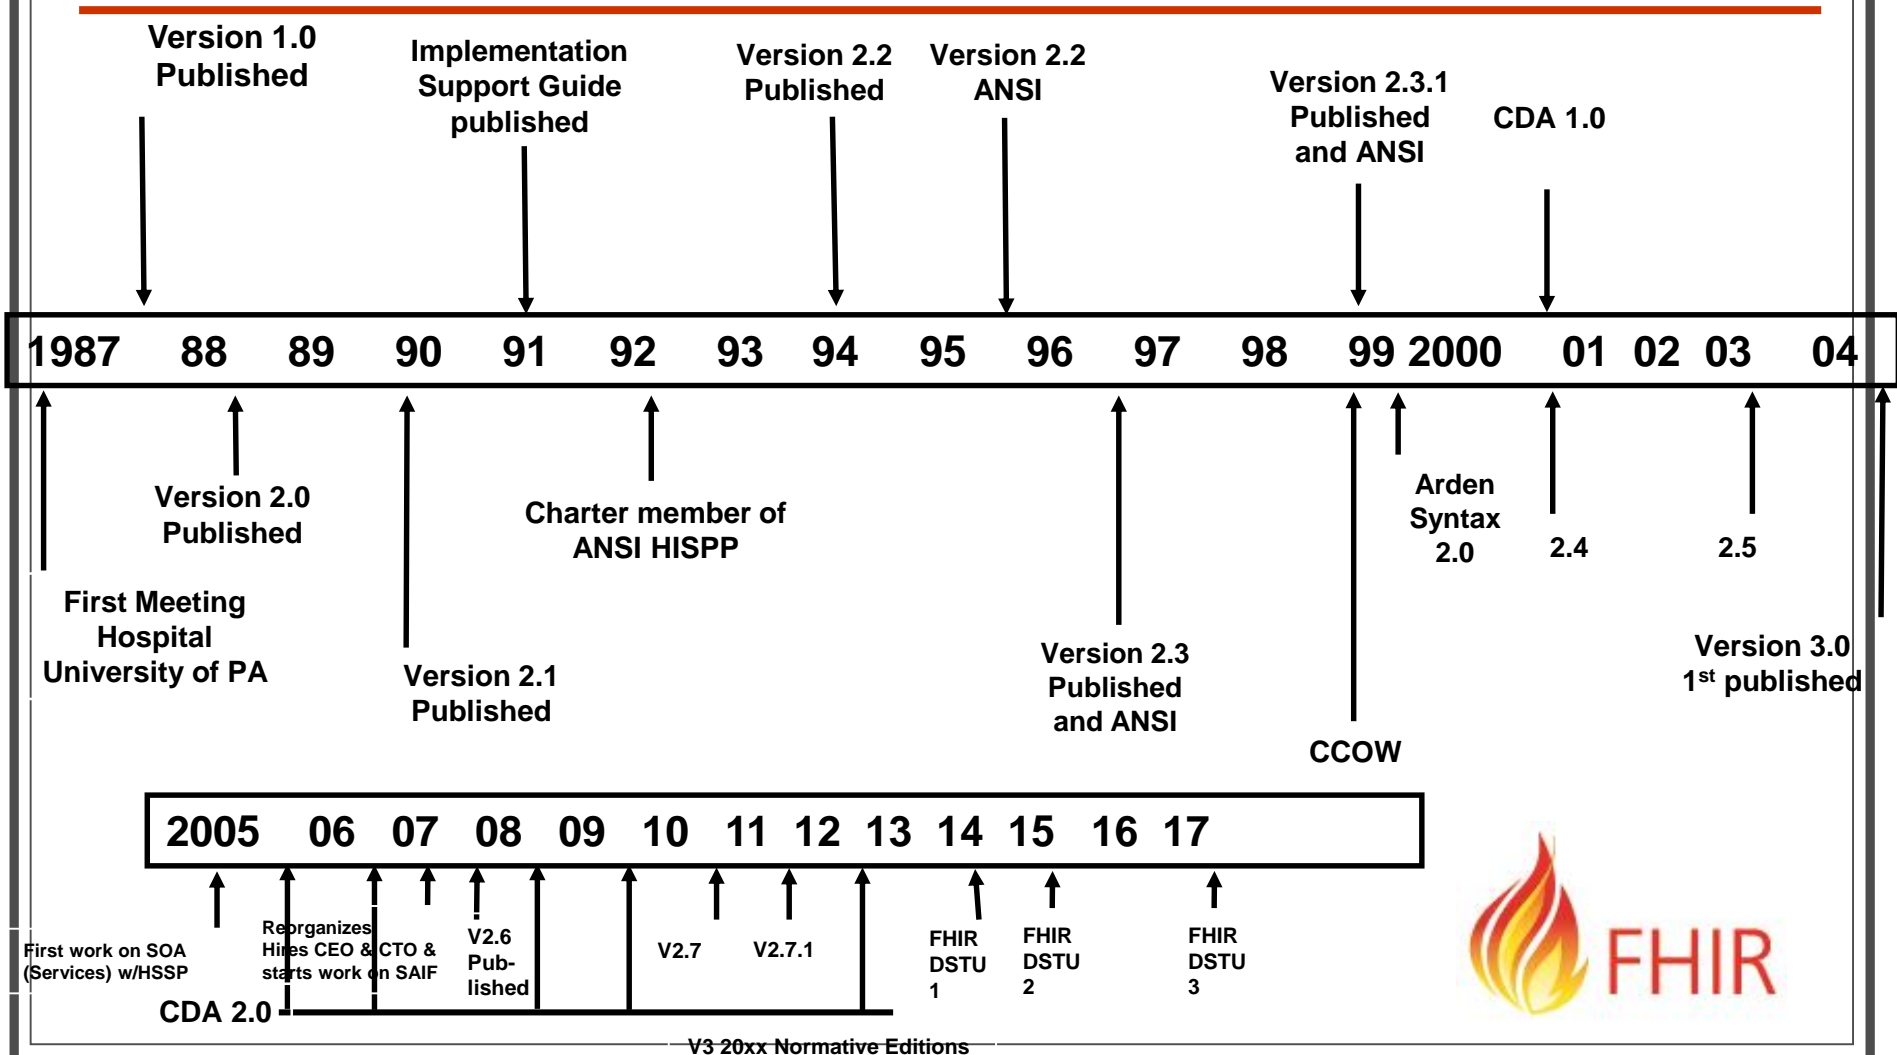 Version 1.0
Published
Implementation
Support Guide
published
Version 2.2
Published
Version 2.2
ANSI
Version 2.3.1
Published
and ANSI
CDA 1.0
1987 88 89 90 91 92 93 94 95 96 97 98 99 2000 01 02 03 04
Version 2.0
Published
First Meeting
Hospital
University of PA
Version 2.1
Published
Charter member of
ANSI HISPP
Version 2.3
Published
and ANSI
CCOW
Arden
Syntax
2.0
2.4
2.5
Version 3.0
1st published
2005 06 07 08 09 10 11 12 13 14 15 16 17
First work on SOA
(Services) w/HSSP
Reorganizes
Hires CEO & CTO &
starts work on SAIF
V2.6
Pub-
lished
V2.7
V2.7.1
FHIR
DSTU
1
FHIR
DSTU
2
FHIR
DSTU
3
CDA 2.0
V3 20xx Normative Editions
FHIR